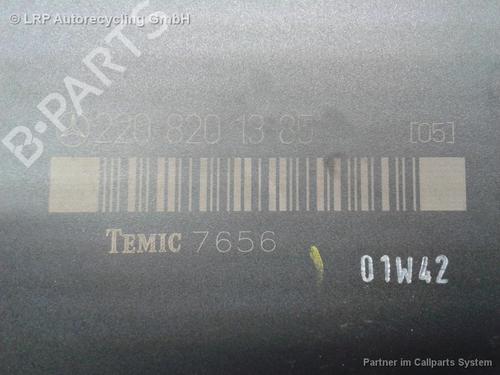 © LRP Autorecycling GmbH
B-PARTS
220 820 13 85 [05]
TEMIC 7656
01W42
Partner im Callparts System